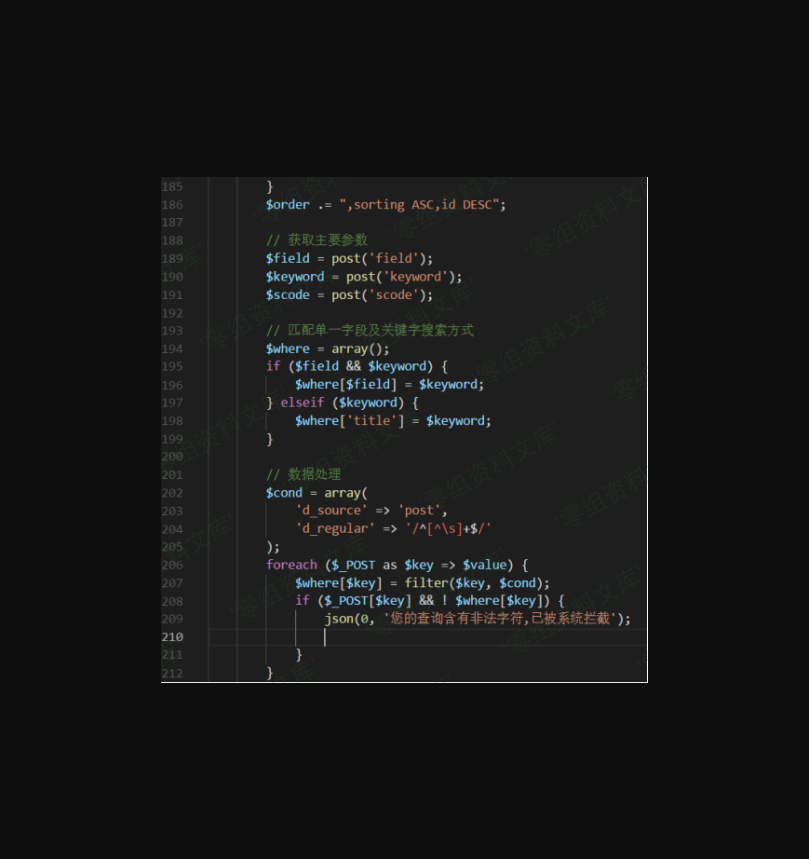 185 }
186 $order .= “,sorting ASC,id DESC";
187
188 // 获取主要参数
189 $field = post('field');
190 $keyword = post('keyword');
191 $scode = post('scode');
192
193 // 匹配单一字段及关键字搜索方式
194 $where = array();
195 if ($field && $keyword) {
196 $where[$field] = $keyword;
197 } elseif ($keyword) {
198 $where['title'] = $keyword;
199 }
200
201 // 数据处理
202 $cond = array(
203 'd_source' => 'post',
204 'd_regular' => '/^[^\s]+$/'
205 );
206 foreach ($_POST as $key => $value) {
207 $where[$key] = filter($key, $cond);
208 if ($_POST[$key] && ! $where[$key]) {
209 json(0, '您的查询含有非法字符,已被系统拦截');
210
211 }
212 }
零组资料文库